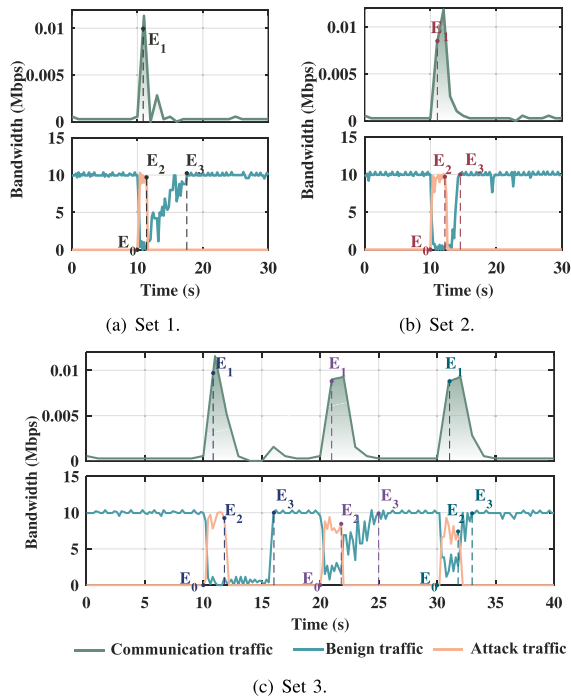 0.01
0.005
0
E1
15
10
5
0
E0
E2
E3
0
10
20
30
Bandwidth (Mbps)
Time (s)
(a) Set 1.
0.01
0.005
0
E1
15
10
5
0
E0
E2
E3
0
10
20
30
Bandwidth (Mbps)
Time (s)
(b) Set 2.
0.01
0.005
0
E1
E1
E1
15
10
5
0
E0
E2
E3
E0
E2
E3
E0
E2
E3
0
5
10
15
20
25
30
35
40
Bandwidth (Mbps)
Time (s)
Communication traffic
Benign traffic
Attack traffic
(c) Set 3.